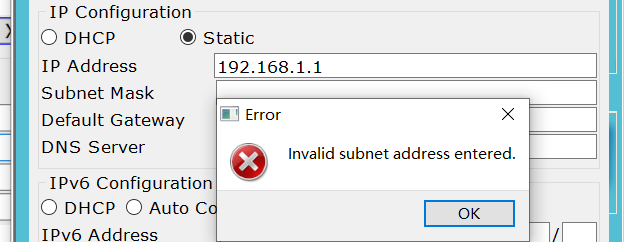 IP Configuration
DHCP
Static
IP Address
192.168.1.1
Subnet Mask
Default Gateway
DNS Server
Error
Invalid subnet address entered.
OK
IPv6 Configuration
DHCP
Auto Co
IPv6 Address
/